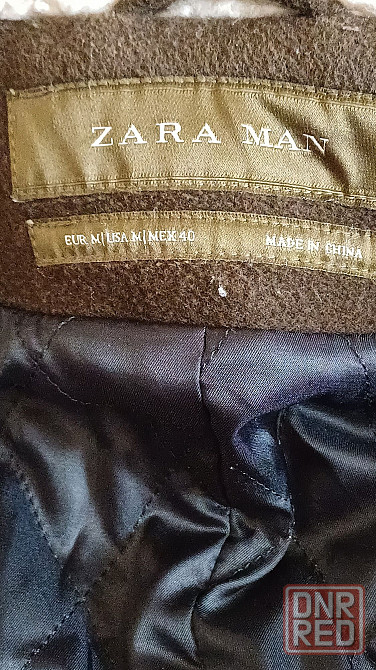 ZARA MAN
EUR M|USA M|MEX 40 MADE IN CHINA
DNR
RED